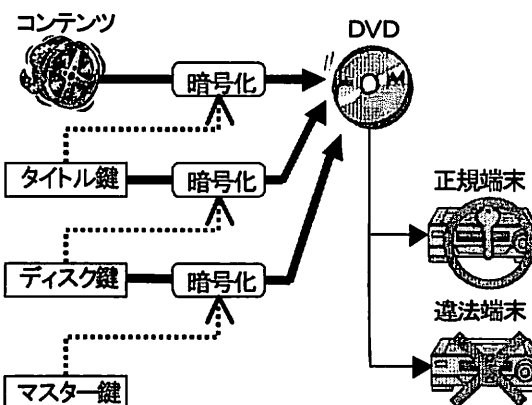 コンテンツ
DVD
暗号化
タイトル鍵
暗号化
正規端末
ディスク鍵
暗号化
違法端末
マスター鍵